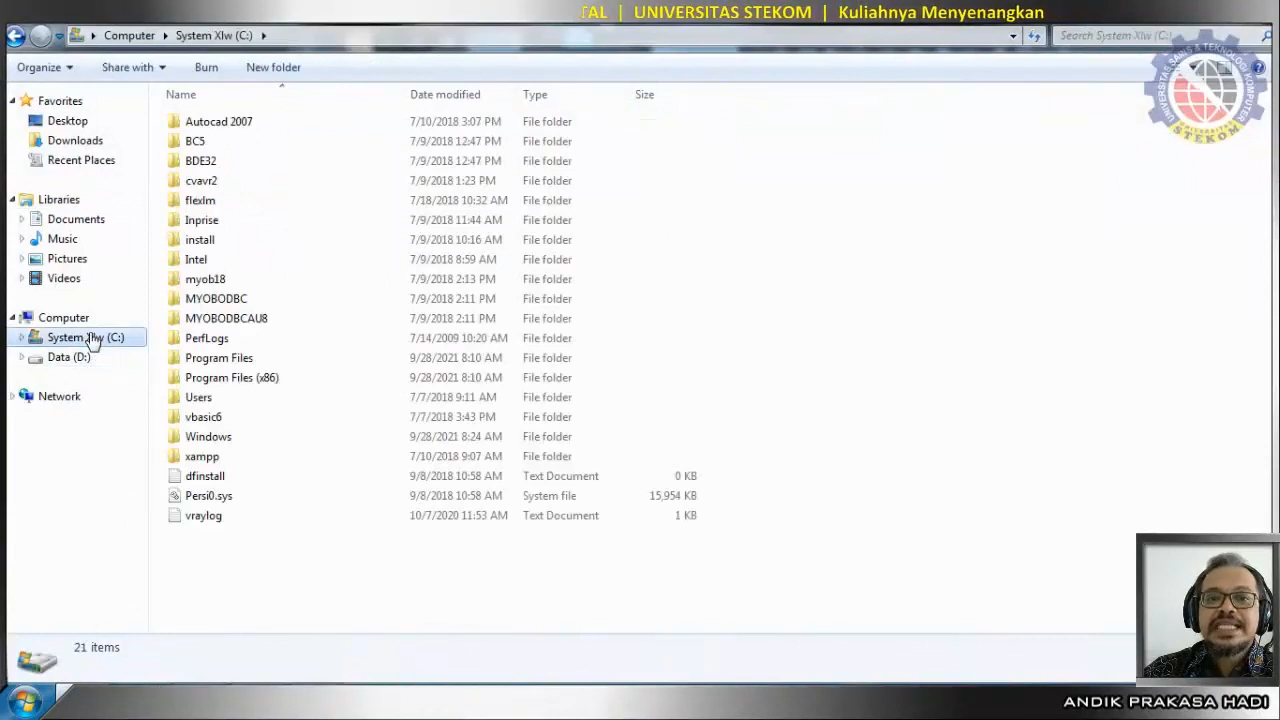 TAL | UNIVERSITAS STEKOM | Kuliahnya Menyenangkan
Computer System Xlw (C:)
Search System Xlw (C:)
Organize Share with Burn New folder
Name Date modified Type Size
Favorites
Desktop
Downloads
Recent Places
Libraries
Documents
Music
Pictures
Videos
Computer
System Xlw (C:)
Data (D:)
Network
Autocad 2007 7/10/2018 3:07 PM File folder
BC5 7/9/2018 12:47 PM File folder
BDE32 7/9/2018 12:47 PM File folder
cvavr2 7/9/2018 1:23 PM File folder
flexlm 7/18/2018 10:32 AM File folder
Inprise 7/9/2018 11:44 AM File folder
install 7/9/2018 10:16 AM File folder
Intel 7/9/2018 8:59 AM File folder
myob18 7/9/2018 2:13 PM File folder
MYOBODBC 7/9/2018 2:11 PM File folder
MYOBODBCAU8 7/9/2018 2:11 PM File folder
PerfLogs 7/14/2009 10:20 AM File folder
Program Files 9/28/2021 8:10 AM File folder
Program Files (x86) 9/28/2021 8:10 AM File folder
Users 7/7/2018 9:11 AM File folder
vbasic6 7/7/2018 3:43 PM File folder
Windows 9/28/2021 8:24 AM File folder
xampp 7/10/2018 9:07 AM File folder
dfinstall 9/8/2018 10:58 AM Text Document 0 KB
Persi0.sys 9/8/2018 10:58 AM System file 15,954 KB
vraylog 10/7/2020 11:53 AM Text Document 1 KB
21 items
UNIVERSITAS SAINS & TEKNOLOGI KOMPUTER
UNIVERSITAS
STEKOM
ANDIK PRAKASA HADI